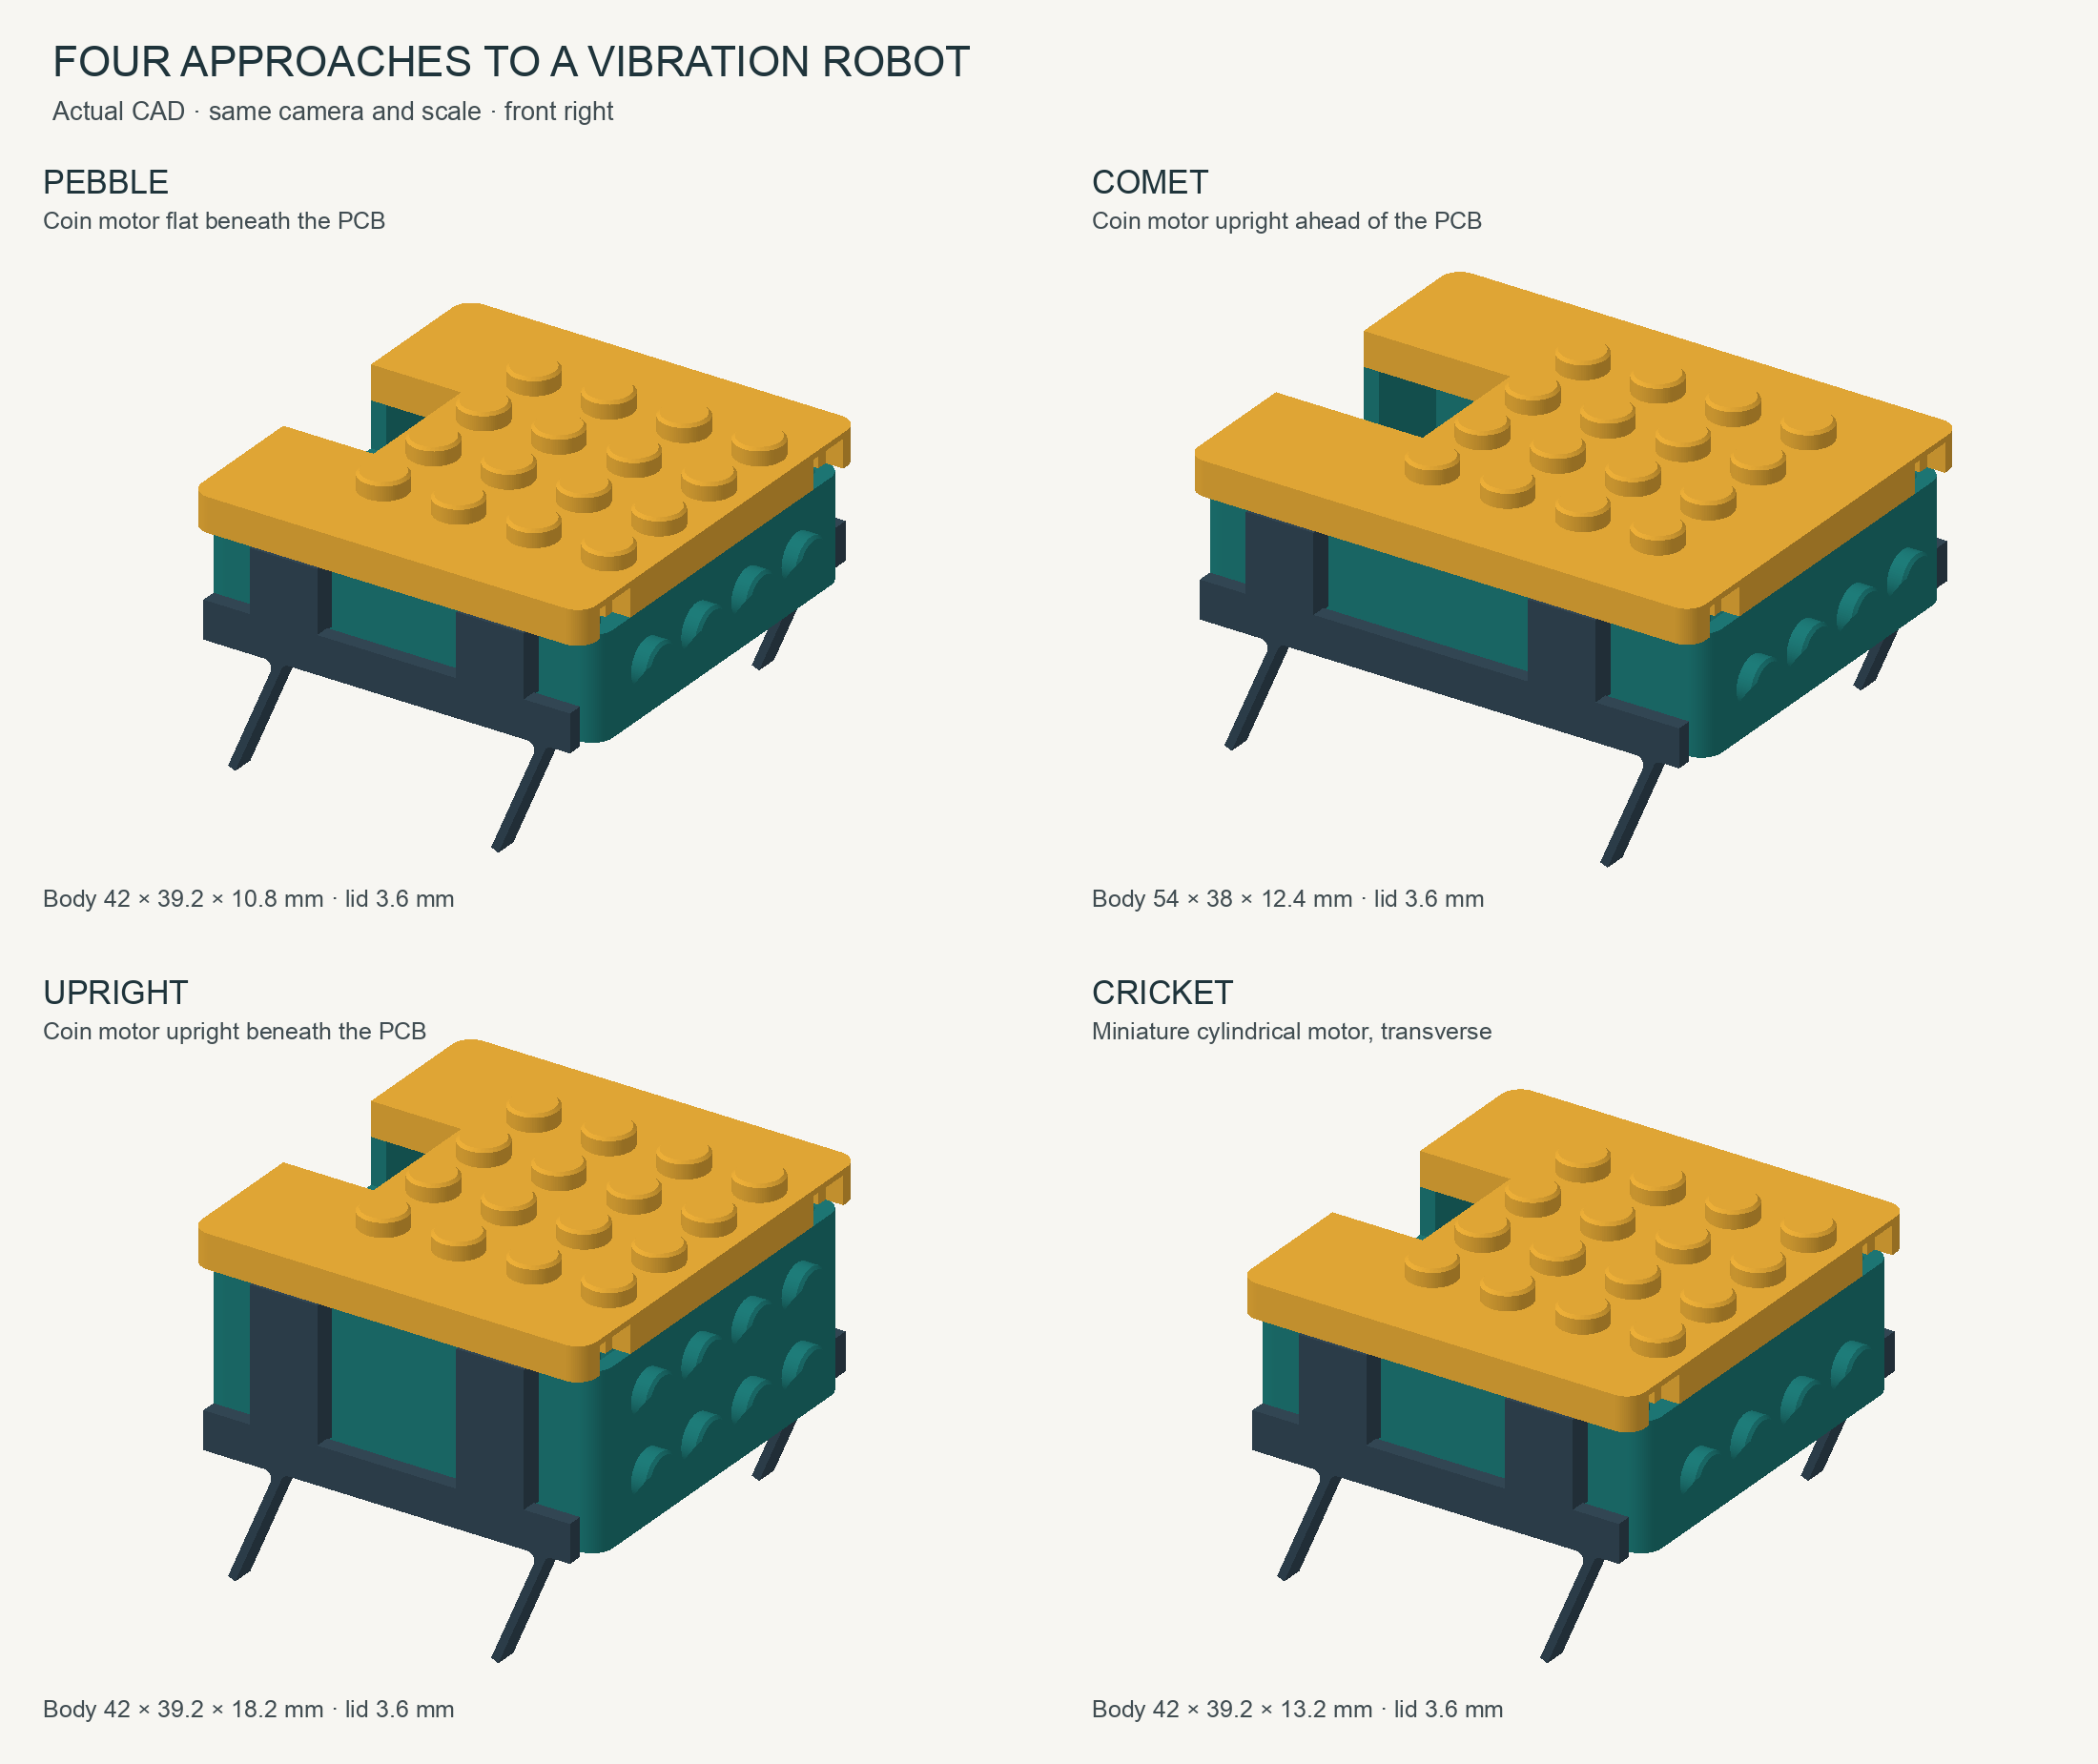 FOUR APPROACHES TO A VIBRATION ROBOT
Actual CAD · same camera and scale · front right
PEBBLE
Coin motor flat beneath the PCB
Body 42 × 39.2 × 10.8 mm · lid 3.6 mm
COMET
Coin motor upright ahead of the PCB
Body 54 × 38 × 12.4 mm · lid 3.6 mm
UPRIGHT
Coin motor upright beneath the PCB
Body 42 × 39.2 × 18.2 mm · lid 3.6 mm
CRICKET
Miniature cylindrical motor, transverse
Body 42 × 39.2 × 13.2 mm · lid 3.6 mm